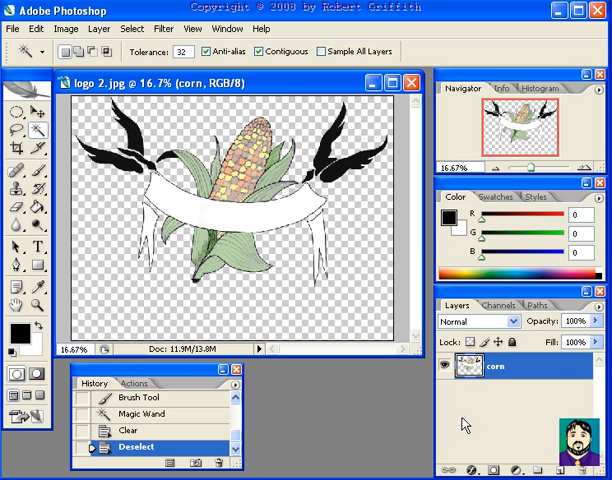 Copyright © 2008 by Robert Griffith
Adobe Photoshop
File Edit Image Layer Select Filter View Window Help
Tolerance: 32 Anti-alias Contiguous Sample All Layers
logo 2.jpg @ 16.7% (corn, RGB/8)
Navigator Info Histogram
16.67%
Color Swatches Styles
R 0
G 0
B 0
Layers Channels Paths
Normal Opacity: 100%
Lock: Fill: 100%
corn
16.67% Doc: 11.9M/13.8M
History Actions
Brush Tool
Magic Wand
Clear
Deselect